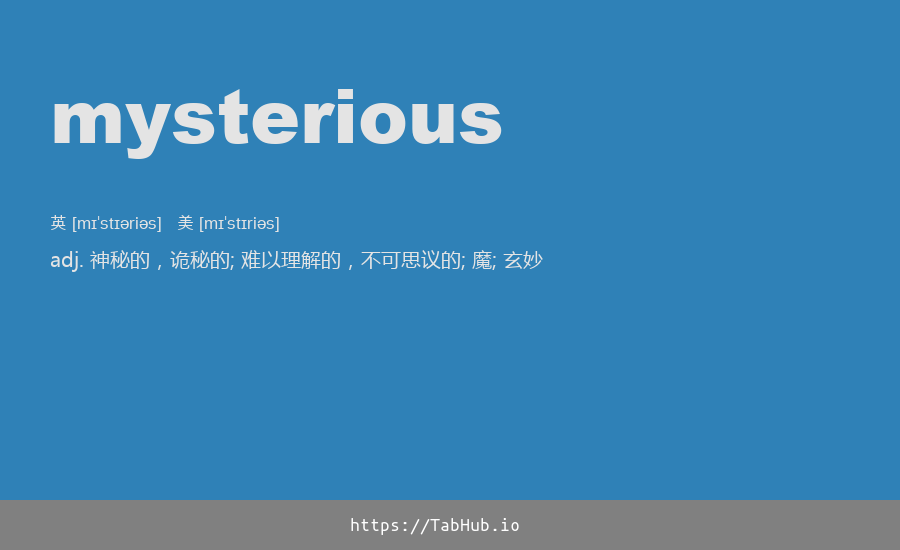 mysterious
英 [mɪˈstɪəriəs] 美 [mɪˈstɪriəs]
adj. 神秘的，诡秘的; 难以理解的，不可思议的; 魔; 玄妙
https://TabHub.io